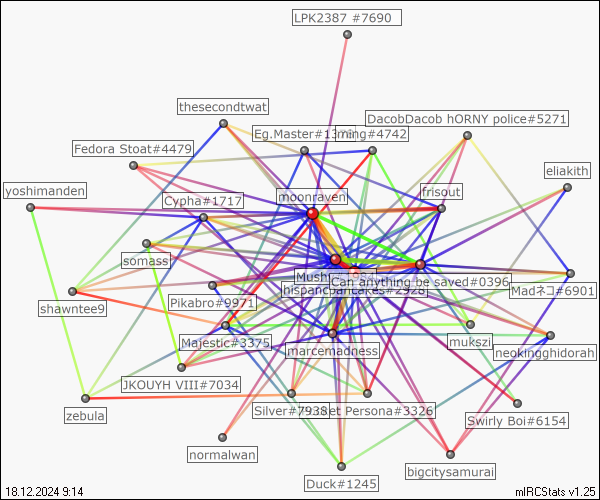 LPK2387 #7690
thesecondtwat
DacobDacob hORNY police#5271
Eg.Master#1378
ming#4742
Fedora Stoat#4479
eliakith
yoshimanden
Cypha#1717
moonraven
frisout
somass
Mush
Can anything be saved#0396
hispanbancakes#2928
Madネコ#6901
Pikabro#9971
shawntee9
Majestic#3375
mukszi
marcemadness
neokingghidorah
JKOUYH VIII#7034
zebula
Silver#7938
et Persona#3326
Swirly Boi#6154
normalwan
bigcitysamurai
Duck#1245
18.12.2024 9:14
mIRCStats v1.25